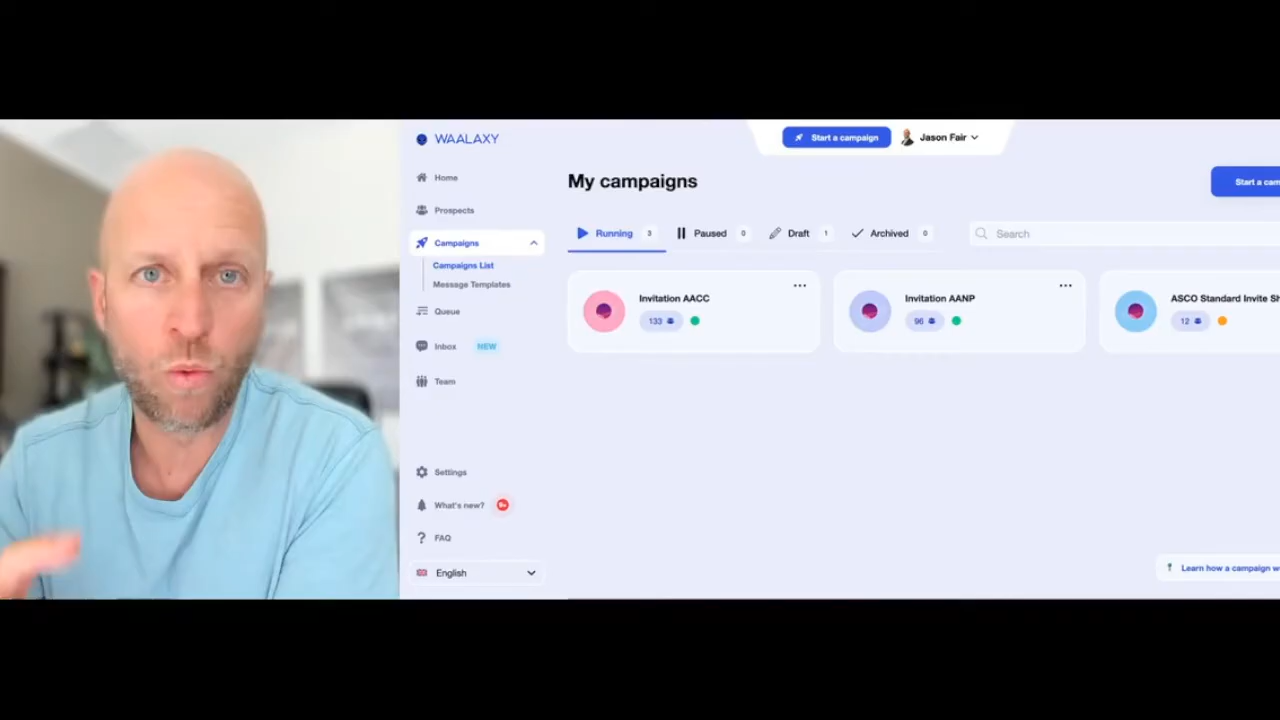 WAALAXY
Start a campaign
Jason Fair
Home
Prospects
Campaigns
Campaigns List
Message Templates
Queue
Inbox NEW
Team
Settings
What's new?
FAQ
English
My campaigns
Start a cam
Running 3
Paused 0
Draft 1
Archived 0
Search
Invitation AACC
133
Invitation AANP
96
ASCO Standard Invite Sh
12
Learn how a campaign w